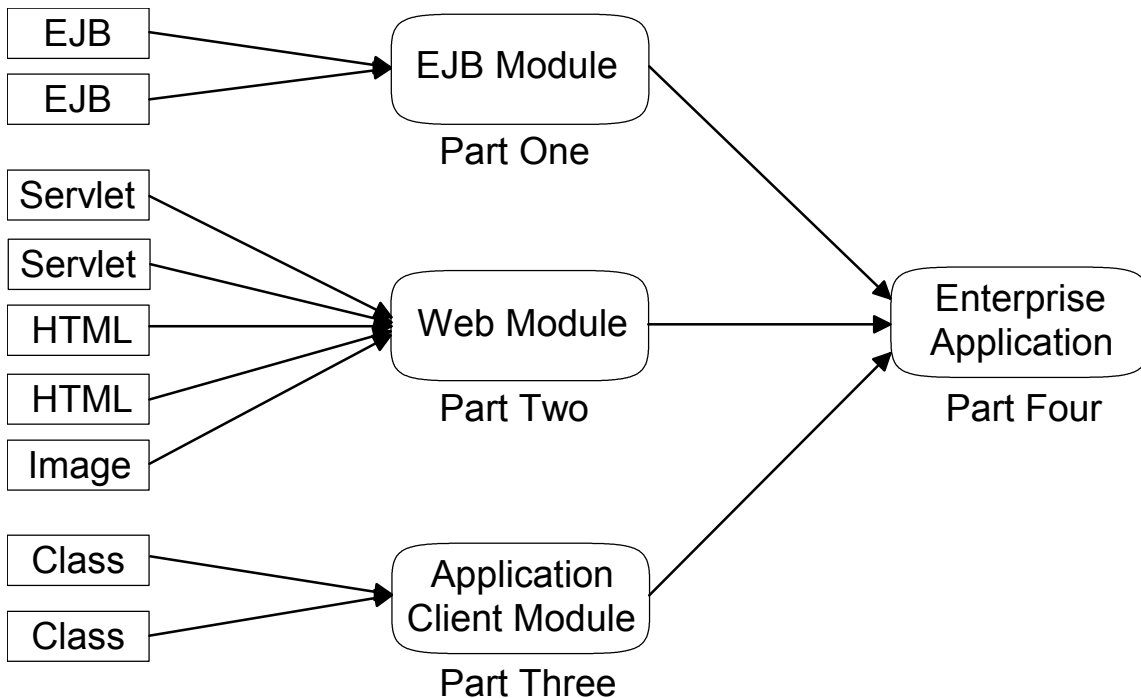 EJB
EJB
EJB Module
Part One
Servlet
Servlet
HTML
HTML
Image
Web Module
Part Two
Class
Class
Application
Client Module
Part Three
Enterprise
Application
Part Four